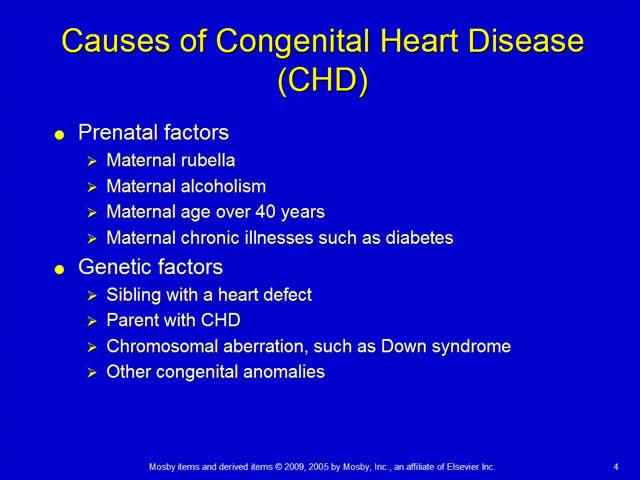 Causes of Congenital Heart Disease
(CHD)
Prenatal factors
Maternal rubella
Maternal alcoholism
Maternal age over 40 years
Maternal chronic illnesses such as diabetes
Genetic factors
Sibling with a heart defect
Parent with CHD
Chromosomal aberration, such as Down syndrome
Other congenital anomalies
Mosby items and derived items © 2009, 2005 by Mosby, Inc., an affiliate of Elsevier Inc. 4